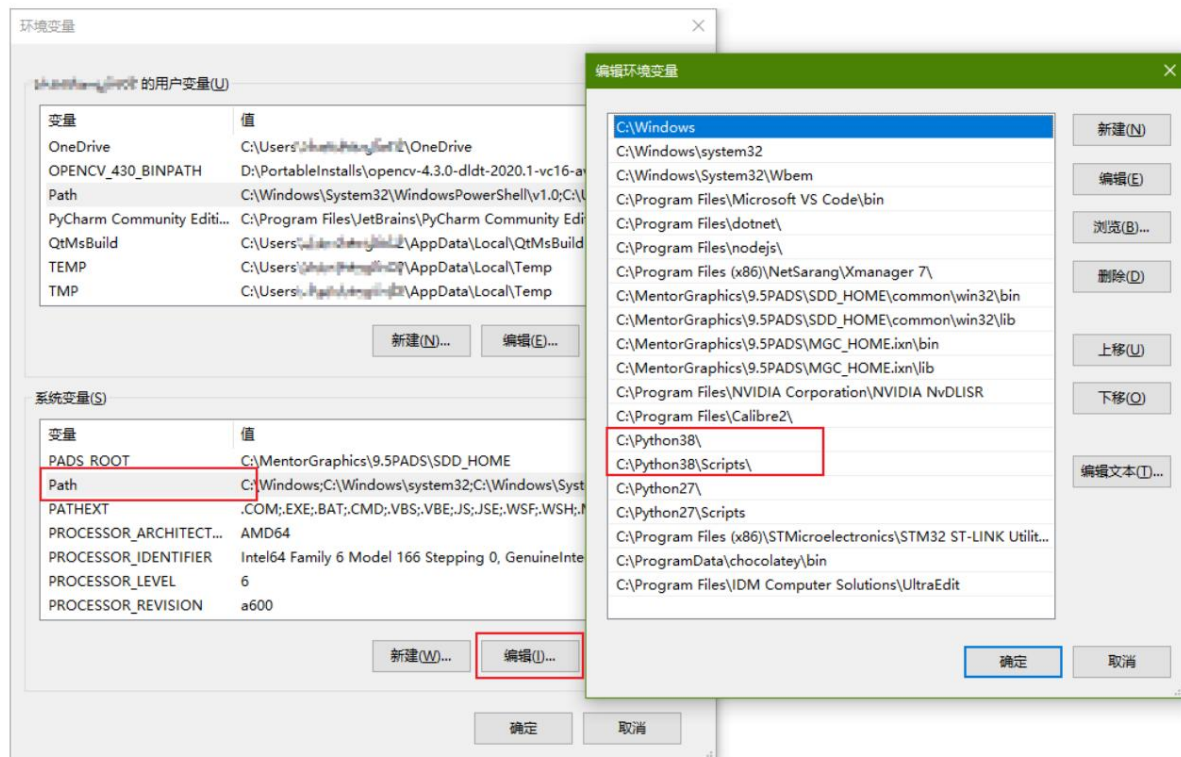 环境变量
的用户变量(U)
变量 值
OneDrive C:\Users\ \OneDrive
OPENCV_430_BINPATH D:\PortableInstalls\opencv-4.3.0-dldt-2020.1-vc16-a
Path C:\Windows\System32\WindowsPowerShell\v1.0;C:\
PyCharm Community Editi... C:\Program Files\JetBrains\PyCharm Community Edi
QtMsBuild C:\Users\ \AppData\Local\QtMsBuild
TEMP C:\Users\ \AppData\Local\Temp
TMP C:\Users\ \AppData\Local\Temp
新建(N)... 编辑(E)...
系统变量(S)
变量 值
PADS_ROOT C:\MentorGraphics\9.5PADS\SDD_HOME
Path C:\Windows;C:\Windows\system32;C:\Windows\Syst
PATHEXT .COM;.EXE;.BAT;.CMD;.VBS;.VBE;.JS;.JSE;.WSF;.WSH;.
PROCESSOR_ARCHITECT... AMD64
PROCESSOR_IDENTIFIER Intel64 Family 6 Model 166 Stepping 0, GenuineInte
PROCESSOR_LEVEL 6
PROCESSOR_REVISION a600
新建(W)... 编辑(I)...
确定 取消
编辑环境变量
C:\Windows
C:\Windows\system32
C:\Windows\System32\Wbem
C:\Program Files\Microsoft VS Code\bin
C:\Program Files\dotnet\
C:\Program Files\nodejs\
C:\Program Files (x86)\NetSarang\Xmanager 7\
C:\MentorGraphics\9.5PADS\SDD_HOME\common\win32\bin
C:\MentorGraphics\9.5PADS\SDD_HOME\common\win32\lib
C:\MentorGraphics\9.5PADS\MGC_HOME.ixn\bin
C:\MentorGraphics\9.5PADS\MGC_HOME.ixn\lib
C:\Program Files\NVIDIA Corporation\NVIDIA NvDLISR
C:\Program Files\Calibre2\
C:\Python38\
C:\Python38\Scripts\
C:\Python27\
C:\Python27\Scripts
C:\Program Files (x86)\STMicroelectronics\STM32 ST-LINK Utilit...
C:\ProgramData\chocolatey\bin
C:\Program Files\IDM Computer Solutions\UltraEdit
新建(N)
编辑(E)
浏览(B)...
删除(D)
上移(U)
下移(O)
编辑文本(T)...
确定 取消